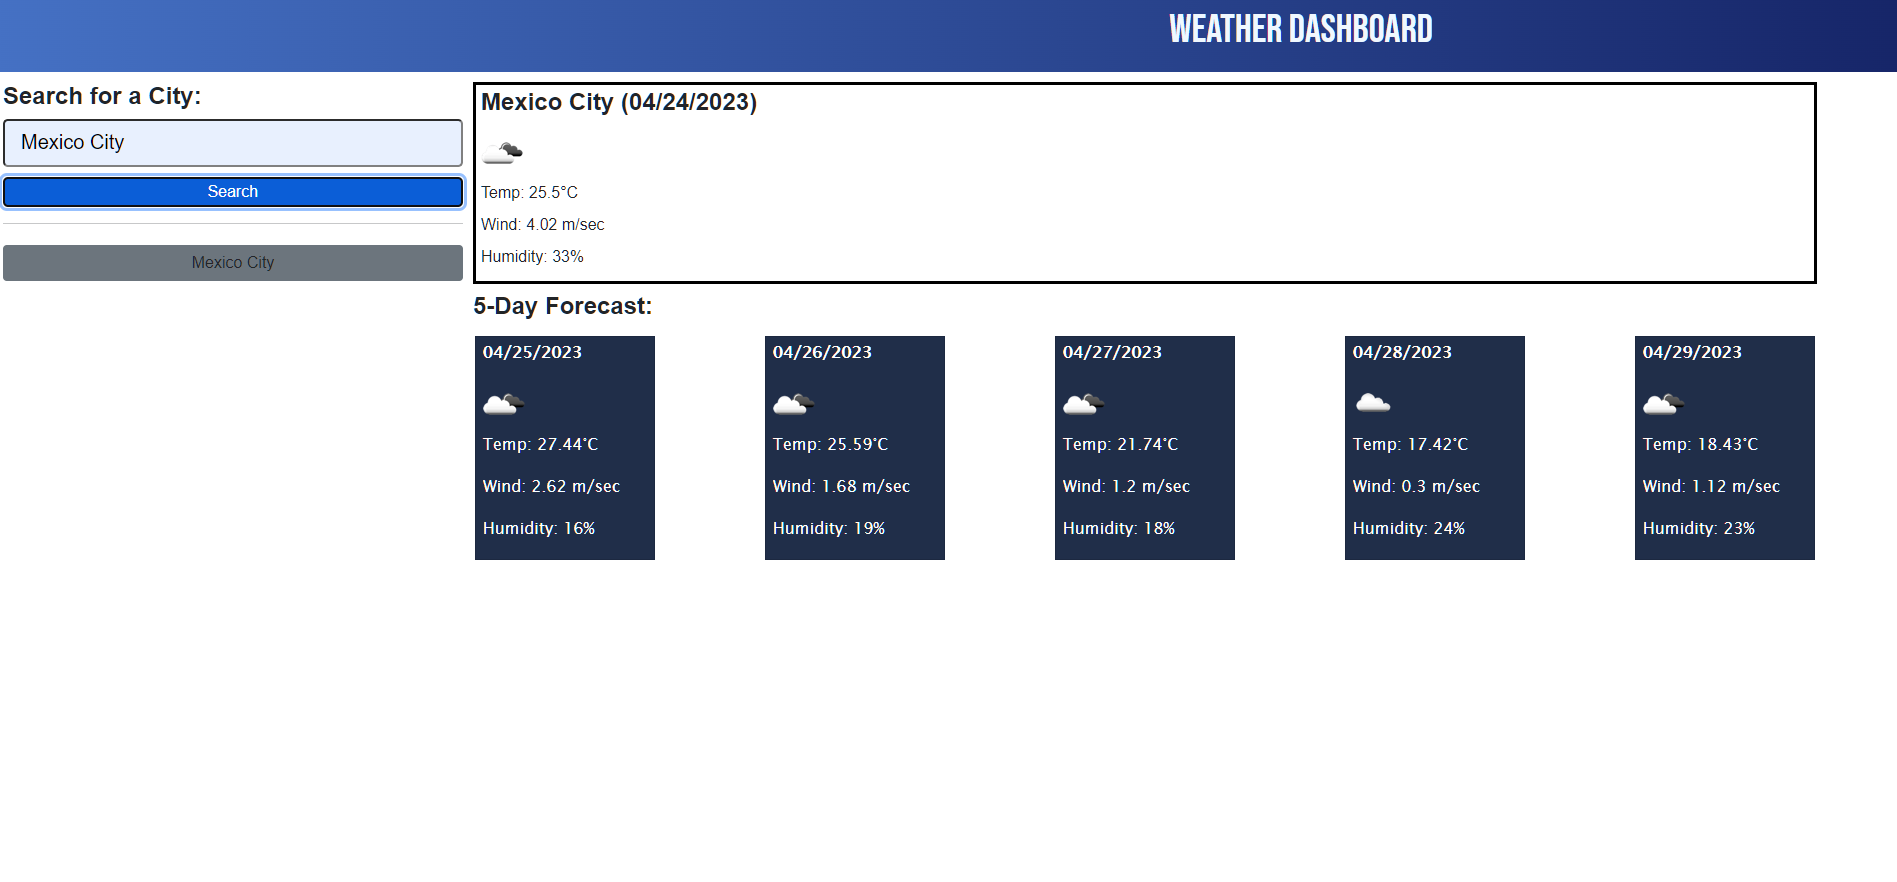 WEATHER DASHBOARD
Search for a City:
Mexico City
Search
Mexico City
Mexico City (04/24/2023)
Temp: 25.5°C
Wind: 4.02 m/sec
Humidity: 33%
5-Day Forecast:
04/25/2023
Temp: 27.44°C
Wind: 2.62 m/sec
Humidity: 16%
04/26/2023
Temp: 25.59°C
Wind: 1.68 m/sec
Humidity: 19%
04/27/2023
Temp: 21.74°C
Wind: 1.2 m/sec
Humidity: 18%
04/28/2023
Temp: 17.42°C
Wind: 0.3 m/sec
Humidity: 24%
04/29/2023
Temp: 18.43°C
Wind: 1.12 m/sec
Humidity: 23%